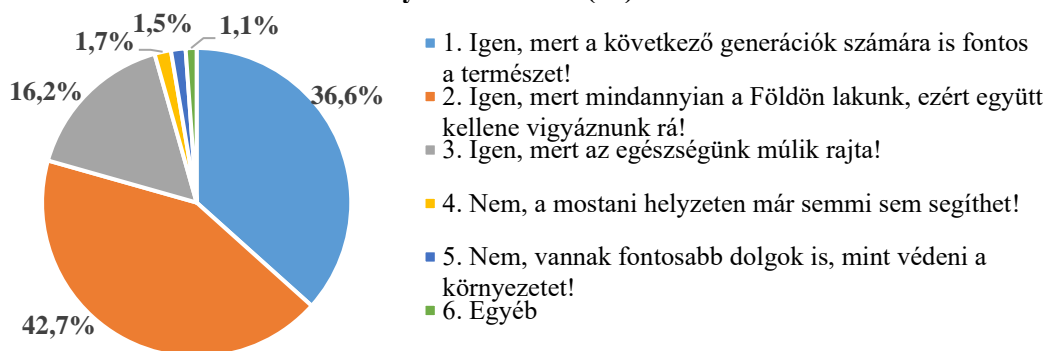 1,5%
1,1%
1,7%
16,2%
36,6%
42,7%
1. Igen, mert a következő generációk számára is fontos
a természet!
2. Igen, mert mindannyian a Földön lakunk, ezért együtt
kellene vigyáznunk rá!
3. Igen, mert az egészségünk múlik rajta!
4. Nem, a mostani helyzeten már semmi sem segíthet!
5. Nem, vannak fontosabb dolgok is, mint védeni a
környezetet!
6. Egyéb